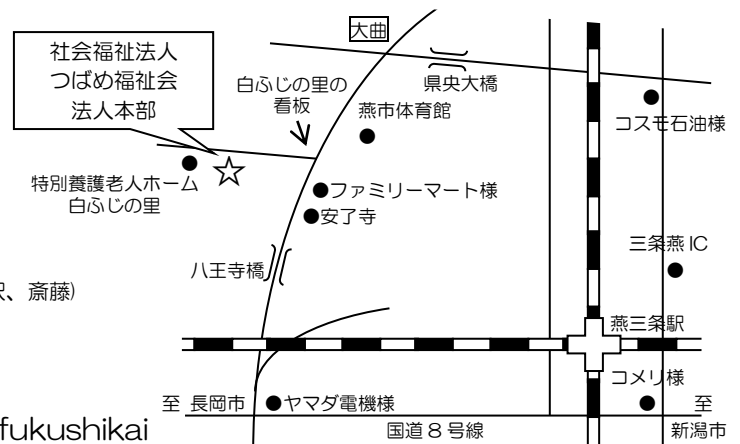 大曲
社会福祉法人
つばめ福祉会
法人本部
県央大橋
白ふじの里の
看板
燕市体育館
コスモ石油様
特別養護老人ホーム
白ふじの里
ファミリーマート様
安了寺
三条燕 IC
八王寺橋
、斎藤)
燕三条駅
コメリ様
至 長岡市
ヤマダ電機様
至
新潟市
国道 8 号線
fukushikai